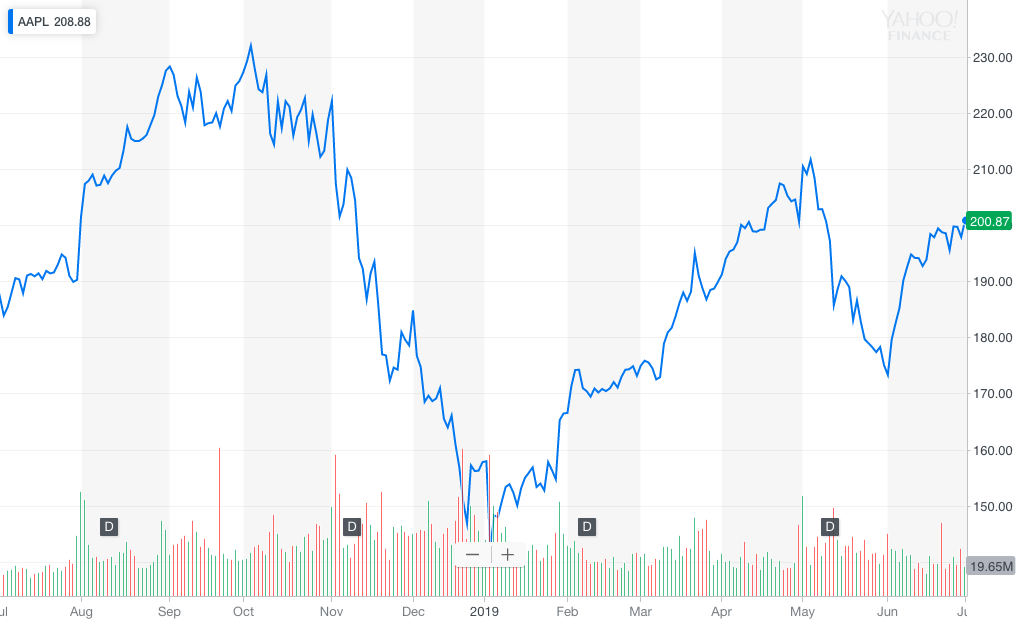 AAPL 208.88
YAHOO!
FINANCE
230.00
220.00
210.00
200.87
190.00
180.00
170.00
160.00
150.00
D D D D
19.65M
ul Aug Sep Oct Nov Dec 2019 Feb Mar Apr May Jun Ju